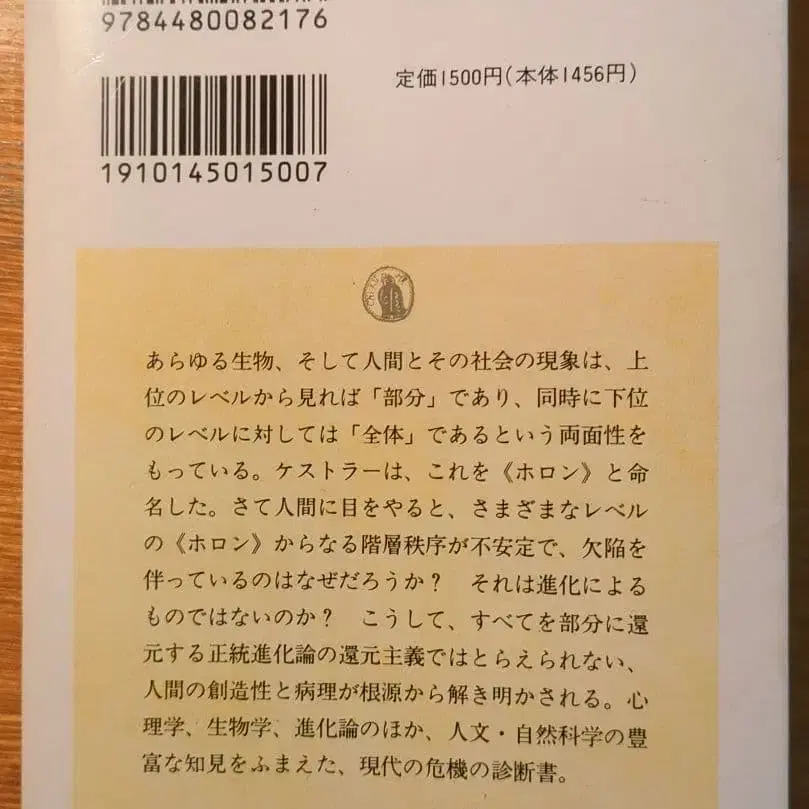 9784480082176
定価1500円(本体1456円)
1910145015007
あらゆる生物、そして人間とその社会の現象は、上
位のレベルから見れば「部分」であり、同時に下位
のレベルに対しては「全体」であるという両面性を
もっている。ケストラーは、これを《ホロン》と命
名した。さて人間に目をやると、さまざまなレベル
の《ホロン》からなる階層秩序が不安定で、欠陥を
伴っているのはなぜだろうか？　それは進化による
ものではないのか？　こうして、すべてを部分に還
元する正統進化論の還元主義ではとらえられない、
人間の創造性と病理が根源から解き明かされる。心
理学、生物学、進化論のほか、人文・自然科学の豊
富な知見をふまえた、現代の危機の診断書。